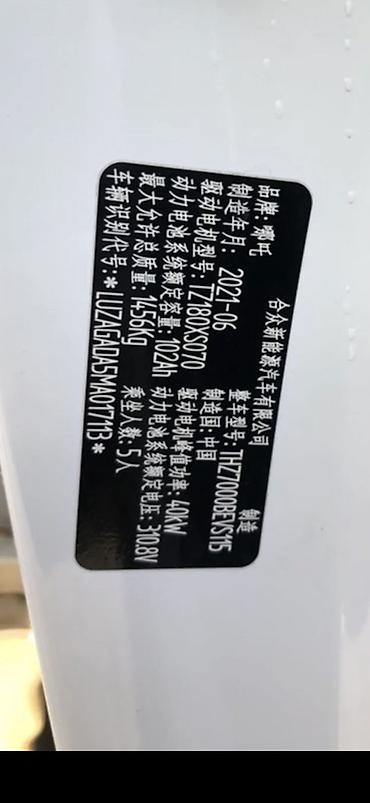 合众新能源汽车有限公司 制造
品牌: 哪吒 整车型号: THZ7000BEVS115
制造年月: 2021-06 制造国: 中国
驱动电机型号: TZ180XS070 驱动电机峰值功率: 40kW
动力电池系统额定容量: 102Ah 动力电池系统额定电压: 310.8V
最大允许总质量: 1456kg 乘坐人数: 5人
车辆识别代号: *LUZAGADA5MA017113*